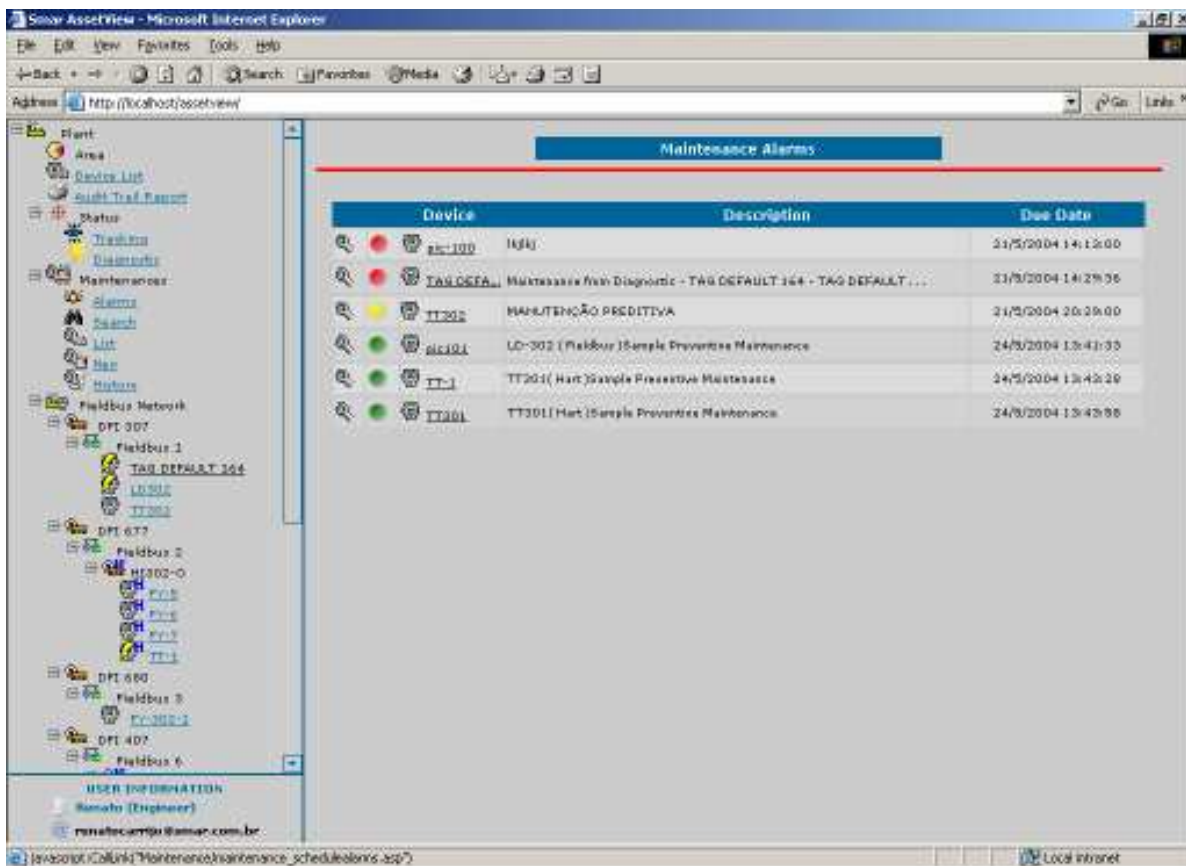 Smar AssetView - Microsoft Internet Explorer
File Edit View Favorites Tools Help
Back Search Favorites Media
Address http://localhost/assetview/ Go Links
Plant
Area
Device List
Audit Trail Report
Status
Tracking
Diagnostic
Maintenances
Alarms
Search
List
New
History
Fieldbus Network
DFI 307
Fieldbus 1
TAG DEFAULT 164
LD302
TT302
DFI 677
Fieldbus 2
HI302-O
FY-5
FY-6
FY-7
TT-1
DFI 680
Fieldbus 3
FY-302-2
DFI 407
Fieldbus 6
USER INFORMATION
Renato (Engineer)
Maintenance Alarms
Device Description Due Date
pic-100 21/5/2004 14:13:00
TAG DEFA... Maintenance from Diagnostic - TAG DEFAULT 164 - TAG DEFAULT ... 21/5/2004 14:29:36
TT302 MANUTENÇÃO PREDITIVA 21/5/2004 20:29:00
pic101 LD-302 ( Fieldbus )Sample Preventive Maintenance 24/5/2004 13:41:33
TT-1 TT301( Hart )Sample Preventive Maintenance 24/5/2004 13:43:29
TT301 TT301( Hart )Sample Preventive Maintenance 24/5/2004 13:43:58
javascript:CallLink("Maintenance/maintenance_schedulealarms.asp") Local intranet